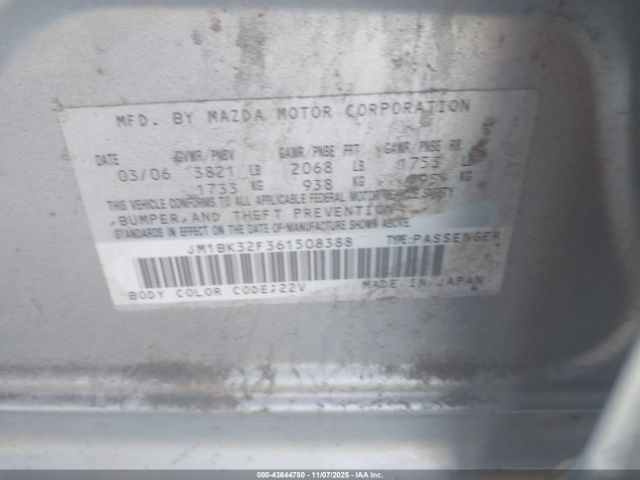 MFD. BY MAZDA MOTOR CORPORATION
DATE GVWR/PNBV GAWR/PNBE FRT GAWR/PNBE RR
03/06 3821 LB 2068 LB 1753
1733 KG 938 KG KG
THIS VEHICLE CONFORMS TO ALL APPLICABLE FEDERAL MOTOR VEHICLE SAFETY,
BUMPER, AND THEFT PREVENTION
STANDARDS IN EFFECT ON THE DATE OF MANUFACTURE SHOWN ABOVE.
JM1BK32F361508388 TYPE:PASSENGER
BODY COLOR CODE:22V MADE IN JAPAN
000-43644780 - 11/07/2025 - IAA Inc.